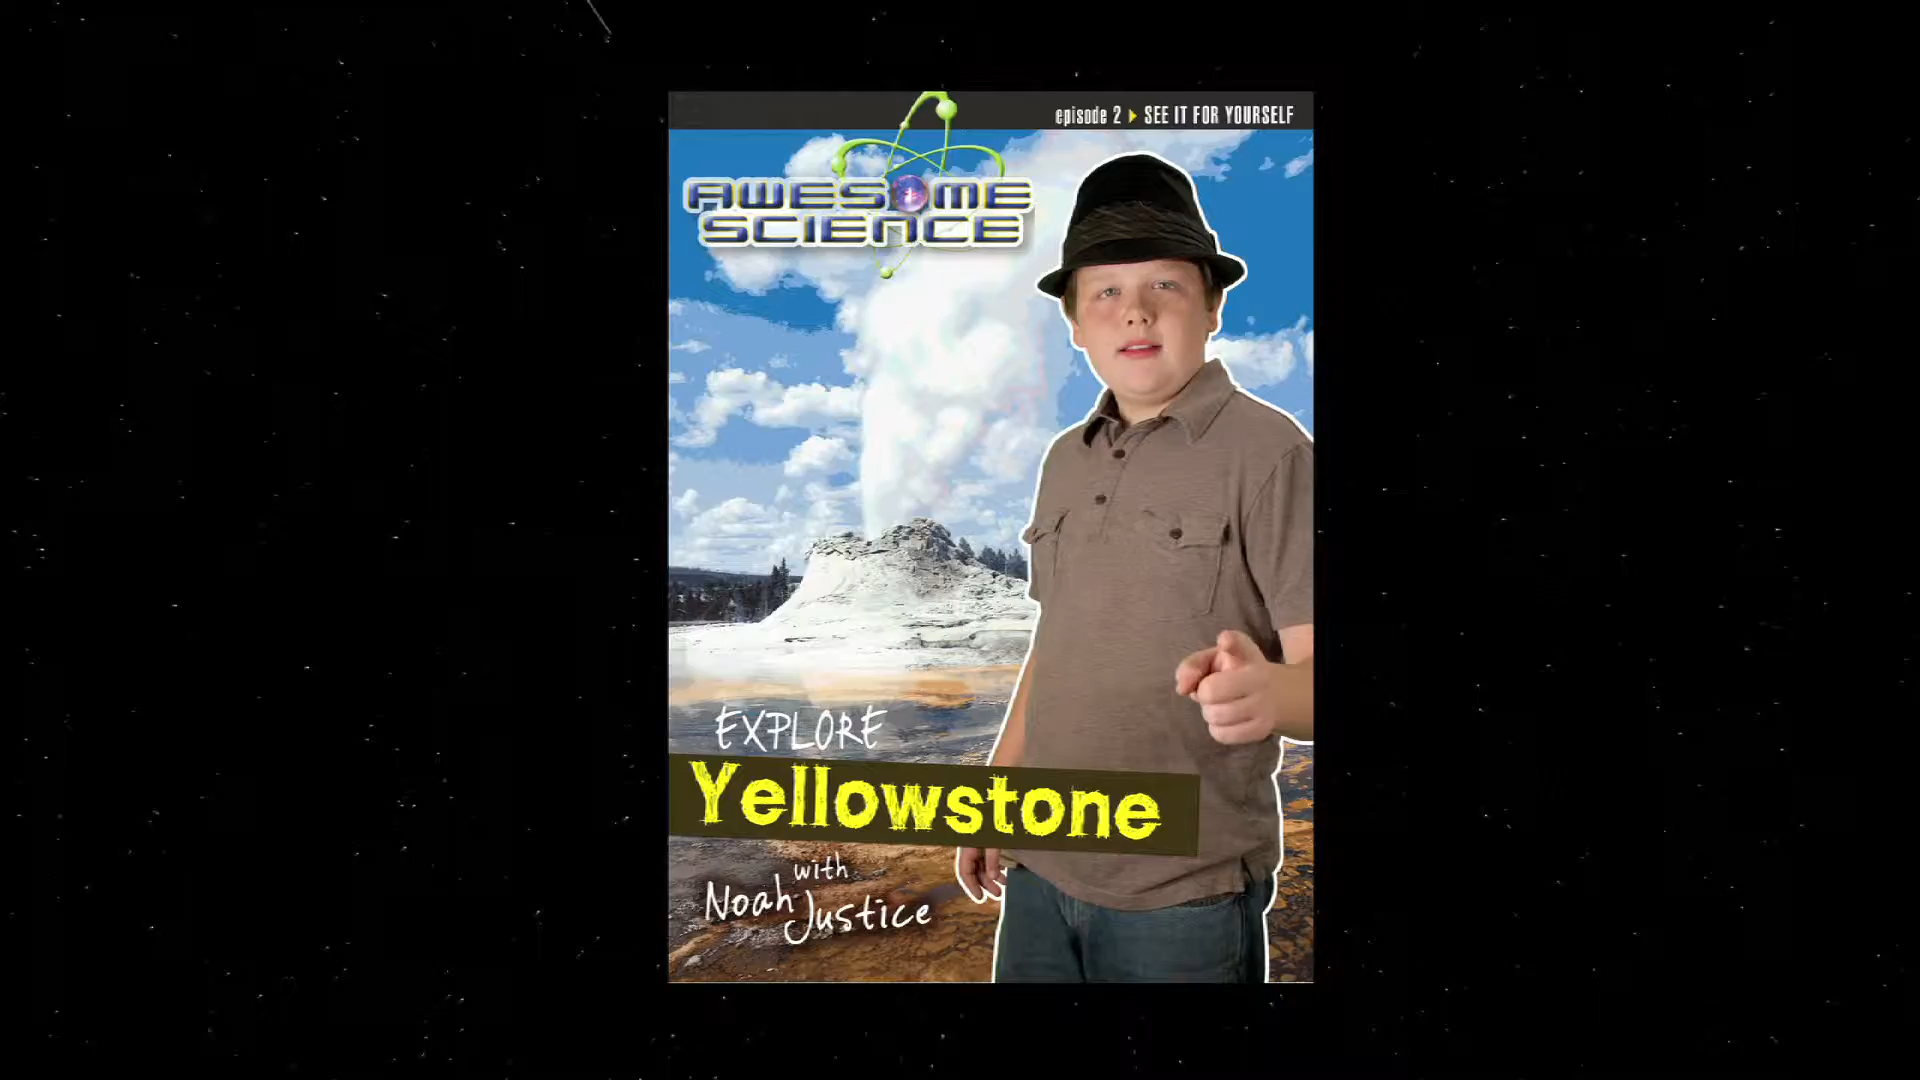 episode 2 ▸ SEE IT FOR YOURSELF
AWESOME
SCIENCE
EXPLORE
Yellowstone
with
Noah Justice